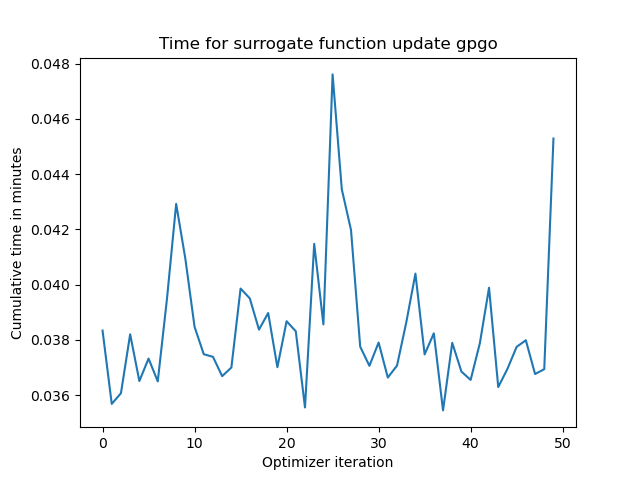 Time for surrogate function update gpgo
Cumulative time in minutes
0.048
0.046
0.044
0.042
0.040
0.038
0.036
0 10 20 30 40 50
Optimizer iteration